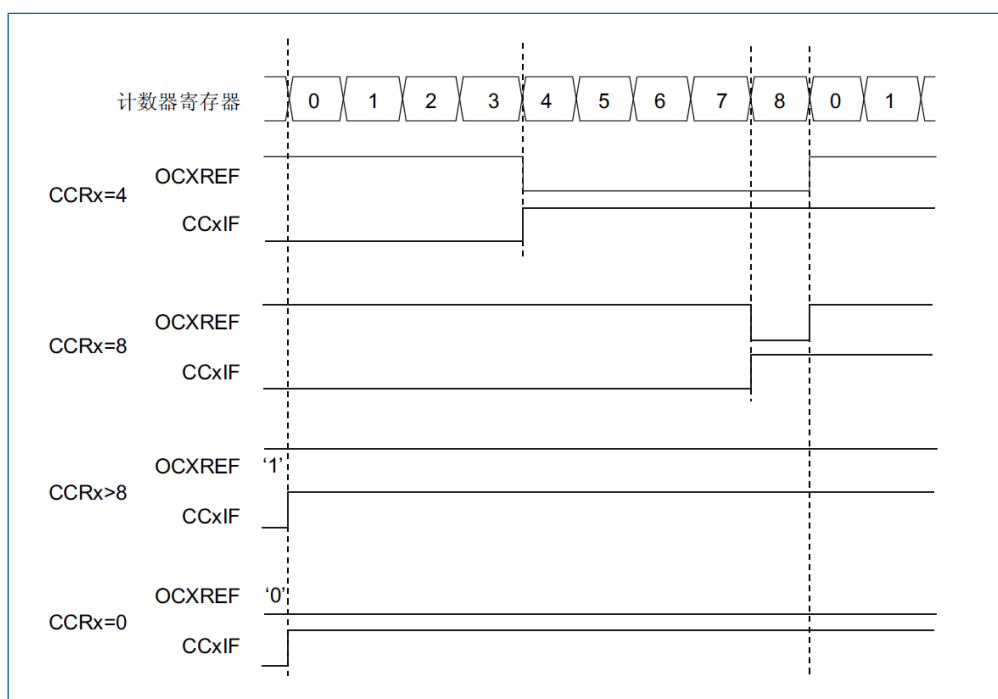 计数器寄存器 0 1 2 3 4 5 6 7 8 0 1
OCXREF
CCRx=4
CCxIF
OCXREF
CCRx=8
CCxIF
OCXREF '1'
CCRx>8
CCxIF
OCXREF '0'
CCRx=0
CCxIF